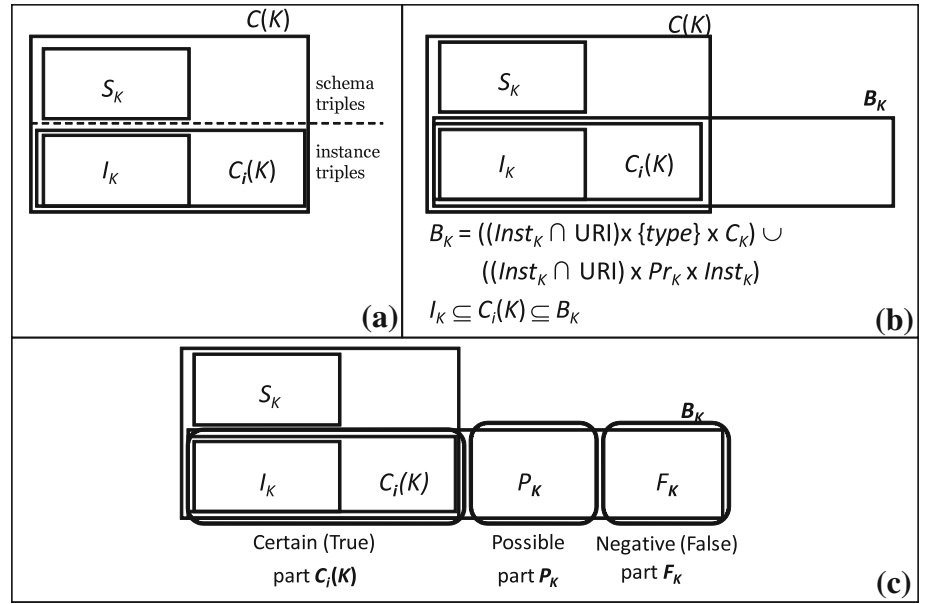 C(K)
S_K
schema
triples
instance
triples
I_K
C_i(K)
(a)
C(K)
S_K
B_K
I_K
C_i(K)
B_K = ((Inst_K ∩ URI)x {type} x C_K) ∪
((Inst_K ∩ URI) x Pr_K x Inst_K)
I_K ⊆ C_i(K) ⊆ B_K
(b)
S_K
B_K
I_K
C_i(K)
P_K
F_K
Certain (True)
part C_i(K)
Possible
part P_K
Negative (False)
part F_K
(c)